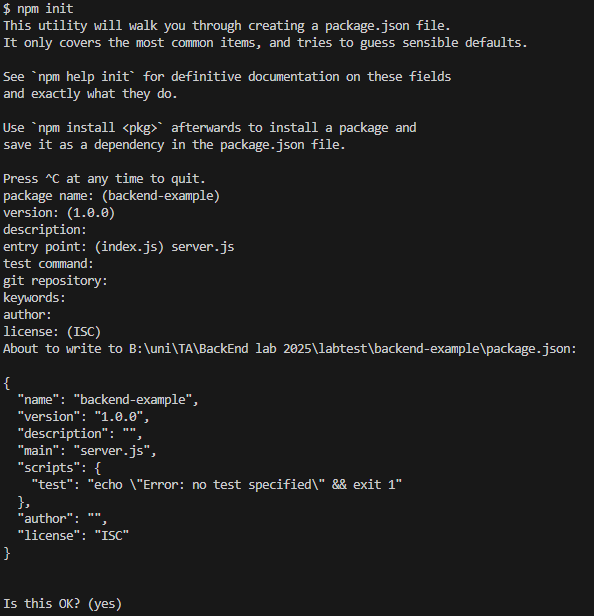 $ npm init
This utility will walk you through creating a package.json file.
It only covers the most common items, and tries to guess sensible defaults.

See `npm help init` for definitive documentation on these fields
and exactly what they do.

Use `npm install <pkg>` afterwards to install a package and
save it as a dependency in the package.json file.

Press ^C at any time to quit.
package name: (backend-example)
version: (1.0.0)
description:
entry point: (index.js) server.js
test command:
git repository:
keywords:
author:
license: (ISC)
About to write to B:\uni\TA\BackEnd lab 2025\labtest\backend-example\package.json:

{
  "name": "backend-example",
  "version": "1.0.0",
  "description": "",
  "main": "server.js",
  "scripts": {
    "test": "echo \"Error: no test specified\" && exit 1"
  },
  "author": "",
  "license": "ISC"
}

Is this OK? (yes)